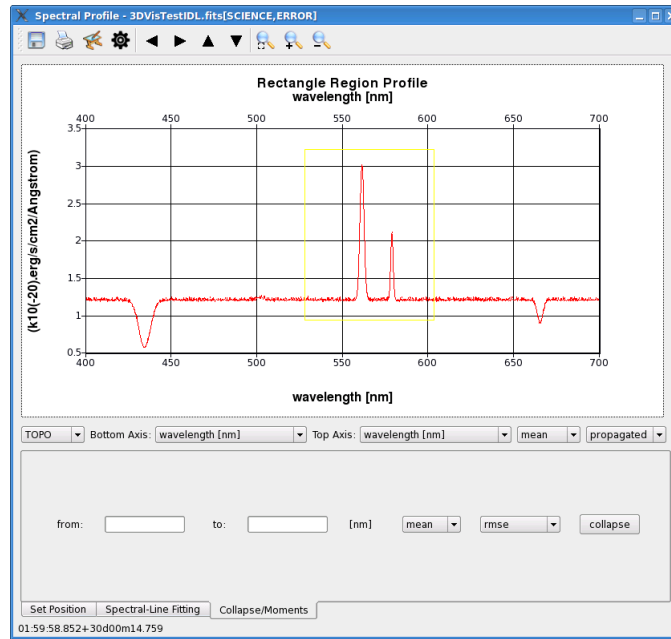 Spectral Profile - 3DVisTestIDL.fits[SCIENCE,ERROR]
Rectangle Region Profile
wavelength [nm]
400 450 500 550 600 650 700
3.5
3
2.5
2
1.5
1
0.5
(k10(-20),erg/s/cm2/Angstrom)
400 450 500 550 600 650 700
wavelength [nm]
TOPO Bottom Axis: wavelength [nm] Top Axis: wavelength [nm] mean propagated
from: to: [nm] mean rmse collapse
Set Position Spectral-Line Fitting Collapse/Moments
01:59:58.852+30d00m14.759